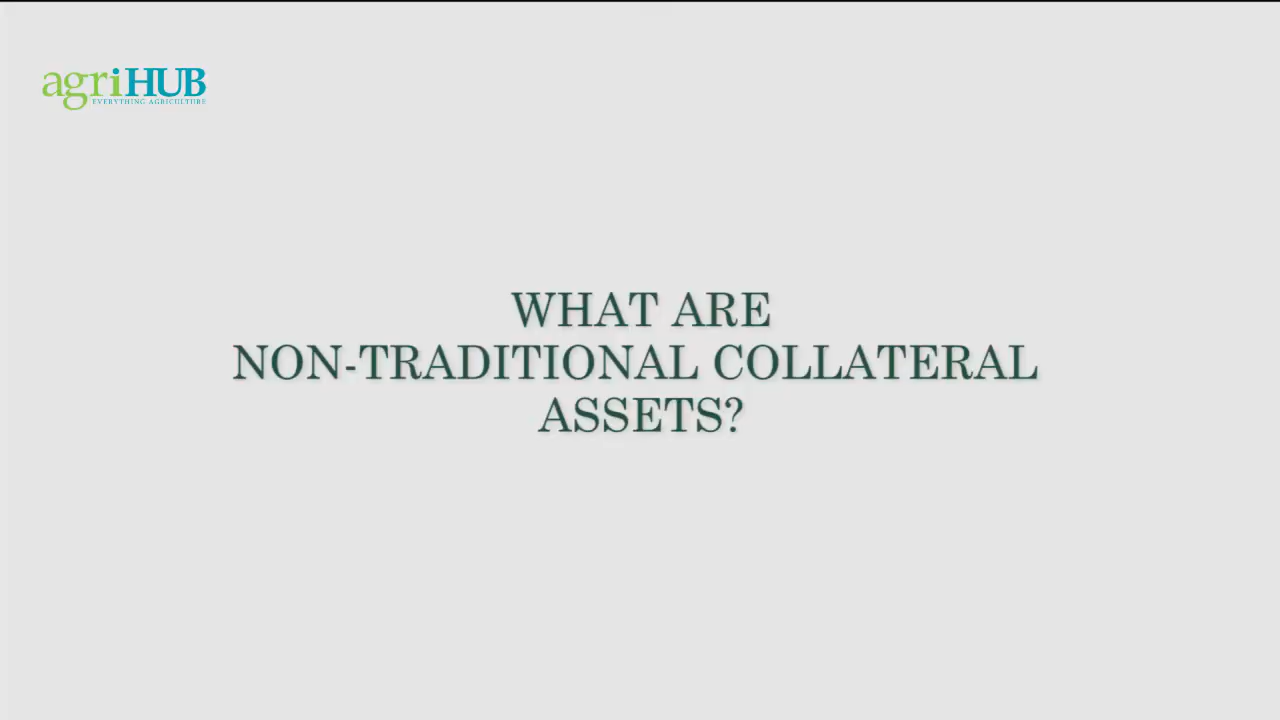 agriHUB
EVERYTHING AGRICULTURE
WHAT ARE
NON-TRADITIONAL COLLATERAL
ASSETS?